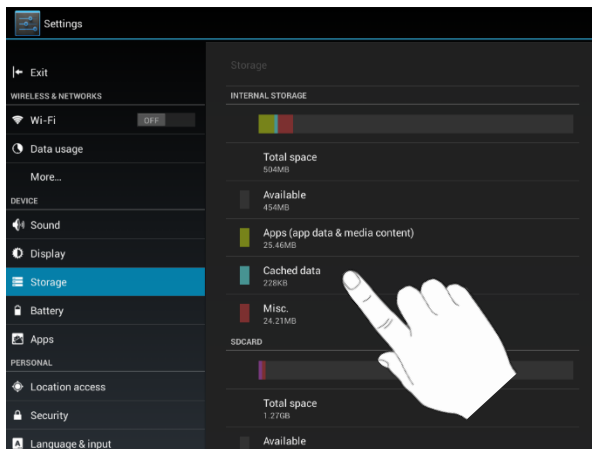 Settings
Exit
WIRELESS & NETWORKS
Wi-Fi OFF
Data usage
More...
DEVICE
Sound
Display
Storage
Battery
Apps
PERSONAL
Location access
Security
A Language & input
Storage
INTERNAL STORAGE
Total space
504MB
Available
454MB
Apps (app data & media content)
25.46MB
Cached data
228KB
Misc.
24.21MB
SDCARD
Total space
1.27GB
Available